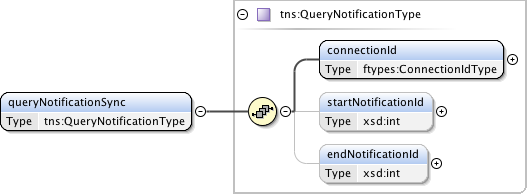 tns:QueryNotificationType
connectionId
Type ftypes:ConnectionIdType
queryNotificationSync
Type tns:QueryNotificationType
startNotificationId
Type xsd:int
endNotificationId
Type xsd:int